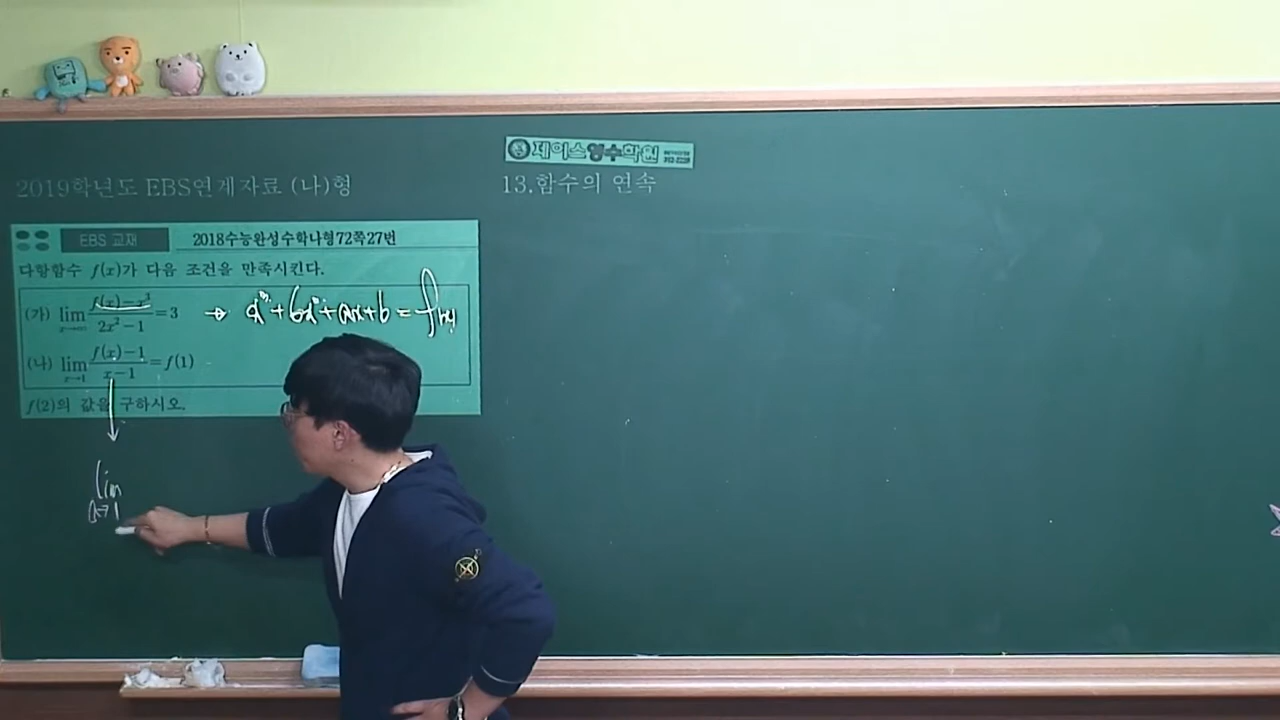 제이스영수학원
2019학년도 EBS연계자료 (나)형
13.함수의 연속
EBS 교재
2018수능완성수학나형72쪽27번
다항함수 f(x)가 다음 조건을 만족시킨다.
(가) lim x→∞ (f(x)-x³)/(2x²-1) = 3
→ x³+6x²+ax+b = f(x)
(나) lim x→1 (f(x)-1)/(x-1) = f(1)
f(2)의 값을 구하시오.
lim
x→1